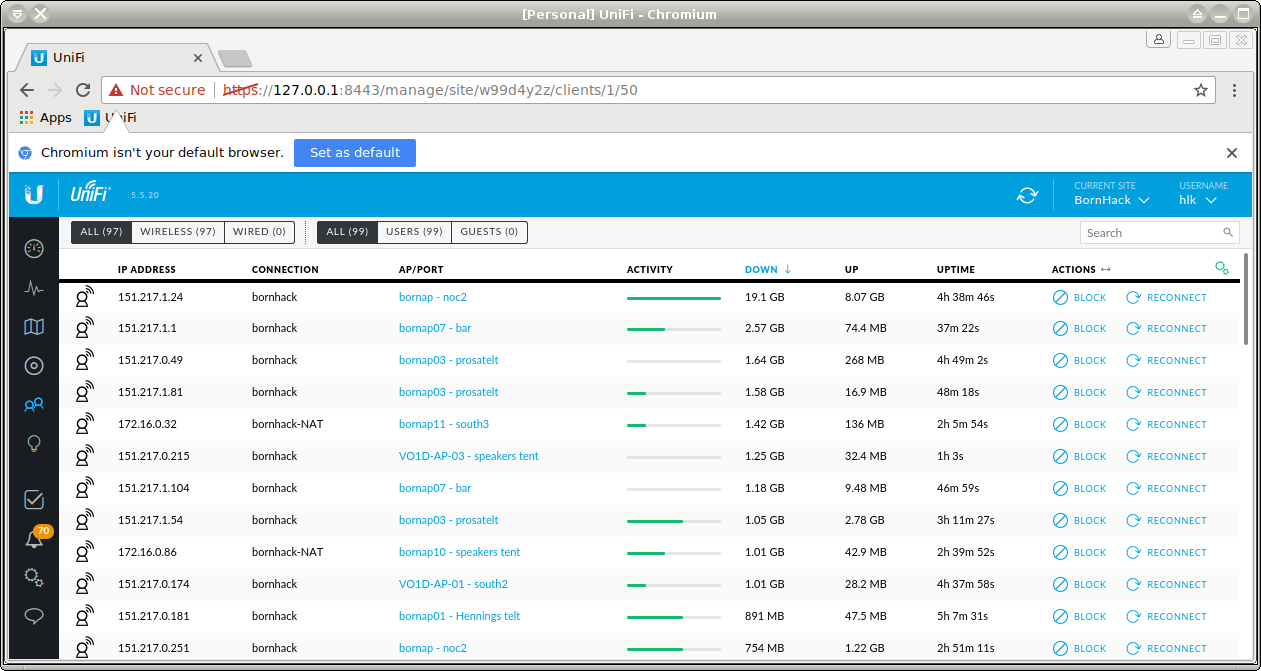 [Personal] UniFi - Chromium
UniFi
Not secure https://127.0.0.1:8443/manage/site/w99d4y2z/clients/1/50
Apps UniFi
Chromium isn't your default browser. Set as default
UniFi 5.5.20 CURRENT SITE USERNAME
BornHack hlk
ALL (97) WIRELESS (97) WIRED (0) ALL (99) USERS (99) GUESTS (0) Search
IP ADDRESS CONNECTION AP/PORT ACTIVITY DOWN ↓ UP UPTIME ACTIONS ↔
151.217.1.24 bornhack bornap - noc2 19.1 GB 8.07 GB 4h 38m 46s BLOCK RECONNECT
151.217.1.1 bornhack bornap07 - bar 2.57 GB 74.4 MB 37m 22s BLOCK RECONNECT
151.217.0.49 bornhack bornap03 - prosatelt 1.64 GB 268 MB 4h 49m 2s BLOCK RECONNECT
151.217.1.81 bornhack bornap03 - prosatelt 1.58 GB 16.9 MB 48m 18s BLOCK RECONNECT
172.16.0.32 bornhack-NAT bornap11 - south3 1.42 GB 136 MB 2h 5m 54s BLOCK RECONNECT
151.217.0.215 bornhack VO1D-AP-03 - speakers tent 1.25 GB 32.4 MB 1h 3s BLOCK RECONNECT
151.217.1.104 bornhack bornap07 - bar 1.18 GB 9.48 MB 46m 59s BLOCK RECONNECT
151.217.1.54 bornhack bornap03 - prosatelt 1.05 GB 2.78 GB 3h 11m 27s BLOCK RECONNECT
70
172.16.0.86 bornhack-NAT bornap10 - speakers tent 1.01 GB 42.9 MB 2h 39m 52s BLOCK RECONNECT
151.217.0.174 bornhack VO1D-AP-01 - south2 1.01 GB 28.2 MB 4h 37m 58s BLOCK RECONNECT
151.217.0.181 bornhack bornap01 - Hennings telt 891 MB 47.5 MB 5h 7m 31s BLOCK RECONNECT
151.217.0.251 bornhack bornap - noc2 754 MB 1.22 GB 2h 51m 11s BLOCK RECONNECT